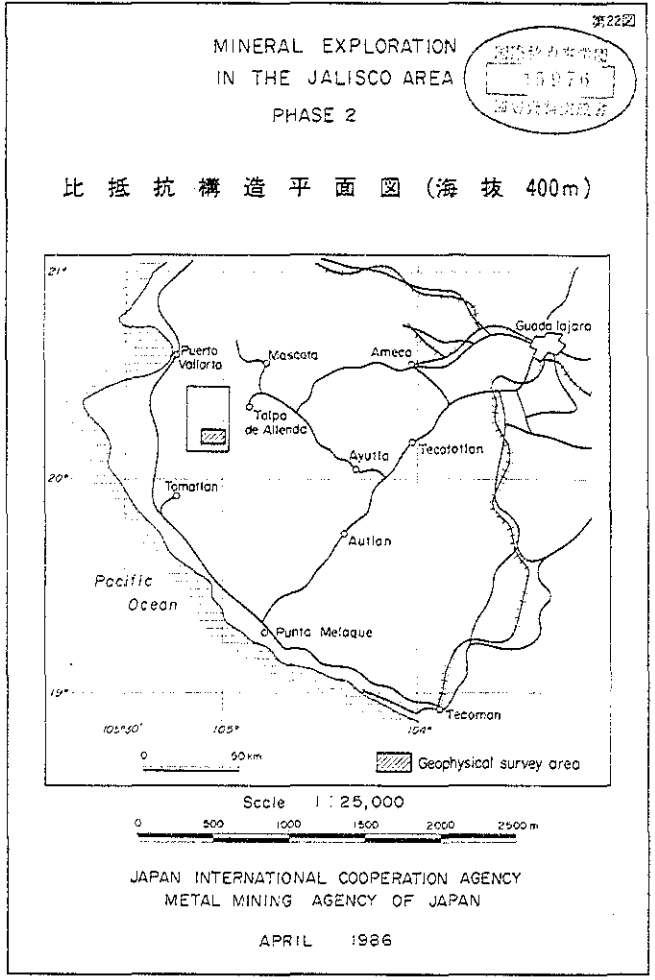 第22図
MINERAL EXPLORATION
IN THE JALISCO AREA
PHASE 2
15976
比抵抗構造平面図(海抜 400m)
21°
Guadalajara
Puerto
Vallarta
Mascota
Ameca
Talpa
de Allende
Ayutla
Tecototlan
20°
Tomatlan
Autlan
Pacific
Ocean
Punta Melaque
19°
Tecoman
105°30'
105°
104°
0
50km
Geophysical survey area
Scale 1:25,000
0 500 1000 1500 2000 2500m
JAPAN INTERNATIONAL COOPERATION AGENCY
METAL MINING AGENCY OF JAPAN
APRIL 1986